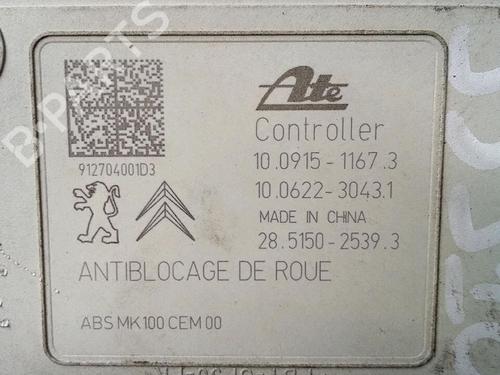 B-PARTS
Ate
Controller
912704001D3
10.0915-1167.3
10.0622-3043.1
MADE IN CHINA
28.5150-2539.3
ANTIBLOCAGE DE ROUE
ABS MK100 CEM 00